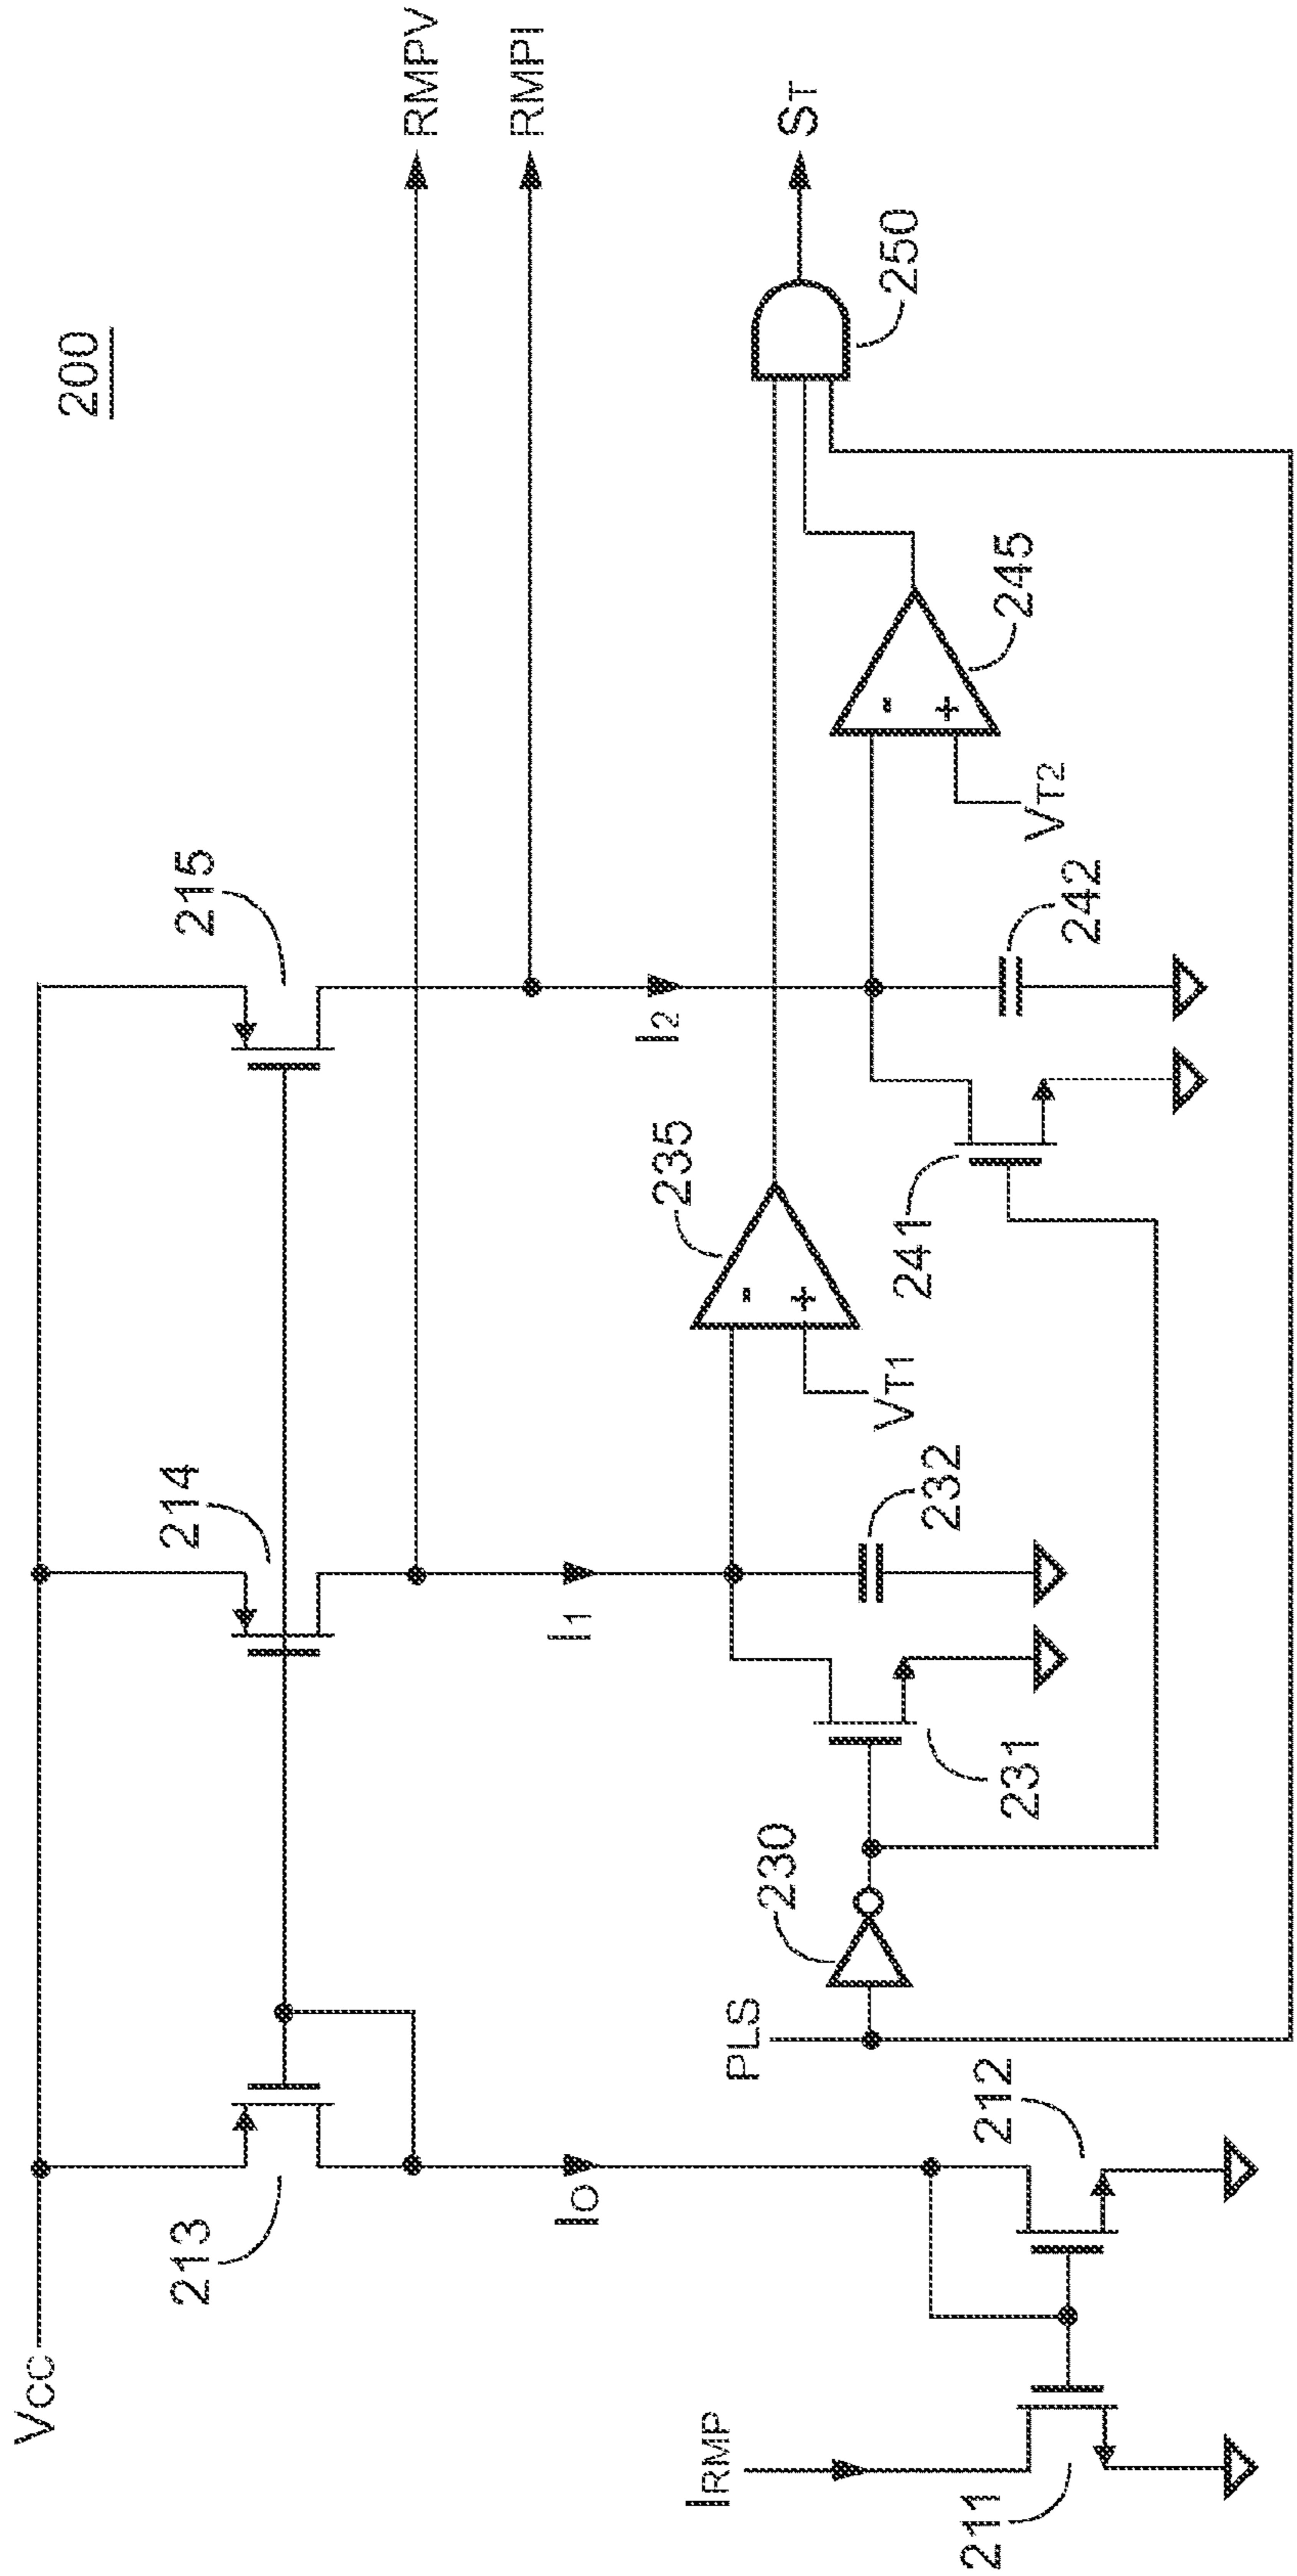 200
VCC
213
214
215
RMPV
RMPI
IO
I1
I2
IRMP
211
212
PLS
230
231
232
VT1
235
241
242
VT2
245
250
ST